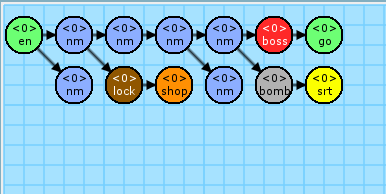 <0> <0> <0> <0> <0> <0> <0>
en nm nm nm nm boss go
<0> <0> <0> <0> <0> <0>
nm lock shop nm bomb srt